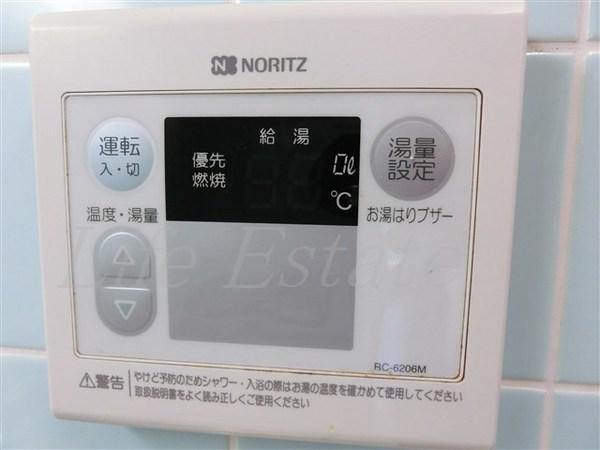 NORITZ
運転
入・切
給湯
優先
燃焼
0ℓ
℃
湯量
設定
お湯はりブザー
温度・湯量
Life Estate
RC-6206M
警告
やけど予防のためシャワー・入浴の際はお湯の温度を確かめて使用してください
取扱説明書をよく読み正しくご使用ください